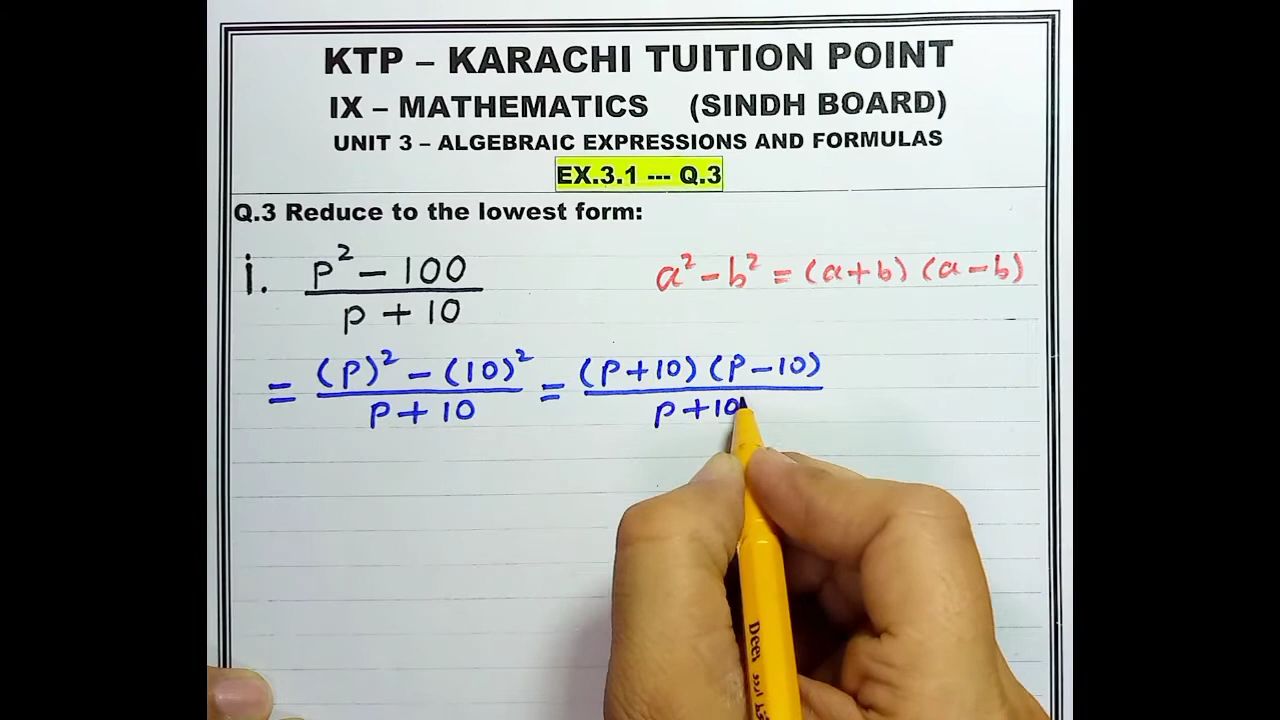 KTP – KARACHI TUITION POINT
IX – MATHEMATICS (SINDH BOARD)
UNIT 3 – ALGEBRAIC EXPRESSIONS AND FORMULAS
EX.3.1 --- Q.3
Q.3 Reduce to the lowest form:
i. p² − 100
p + 10
a² − b² = (a + b) (a − b)
= (p)² − (10)² = (p + 10) (p − 10)
p + 10 p + 10